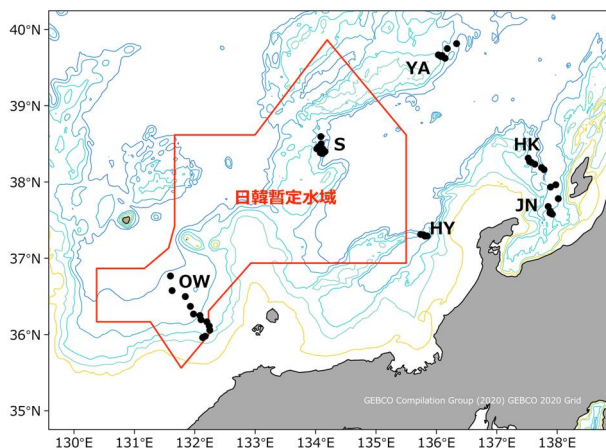 40°N
YA
39°N
S
HK
38°N
日韓暫定水域
JN
HY
37°N
OW
36°N
GEBCO Compilation Group (2020) GEBCO 2020 Grid
35°N
130°E 131°E 132°E 133°E 134°E 135°E 136°E 137°E 138°E